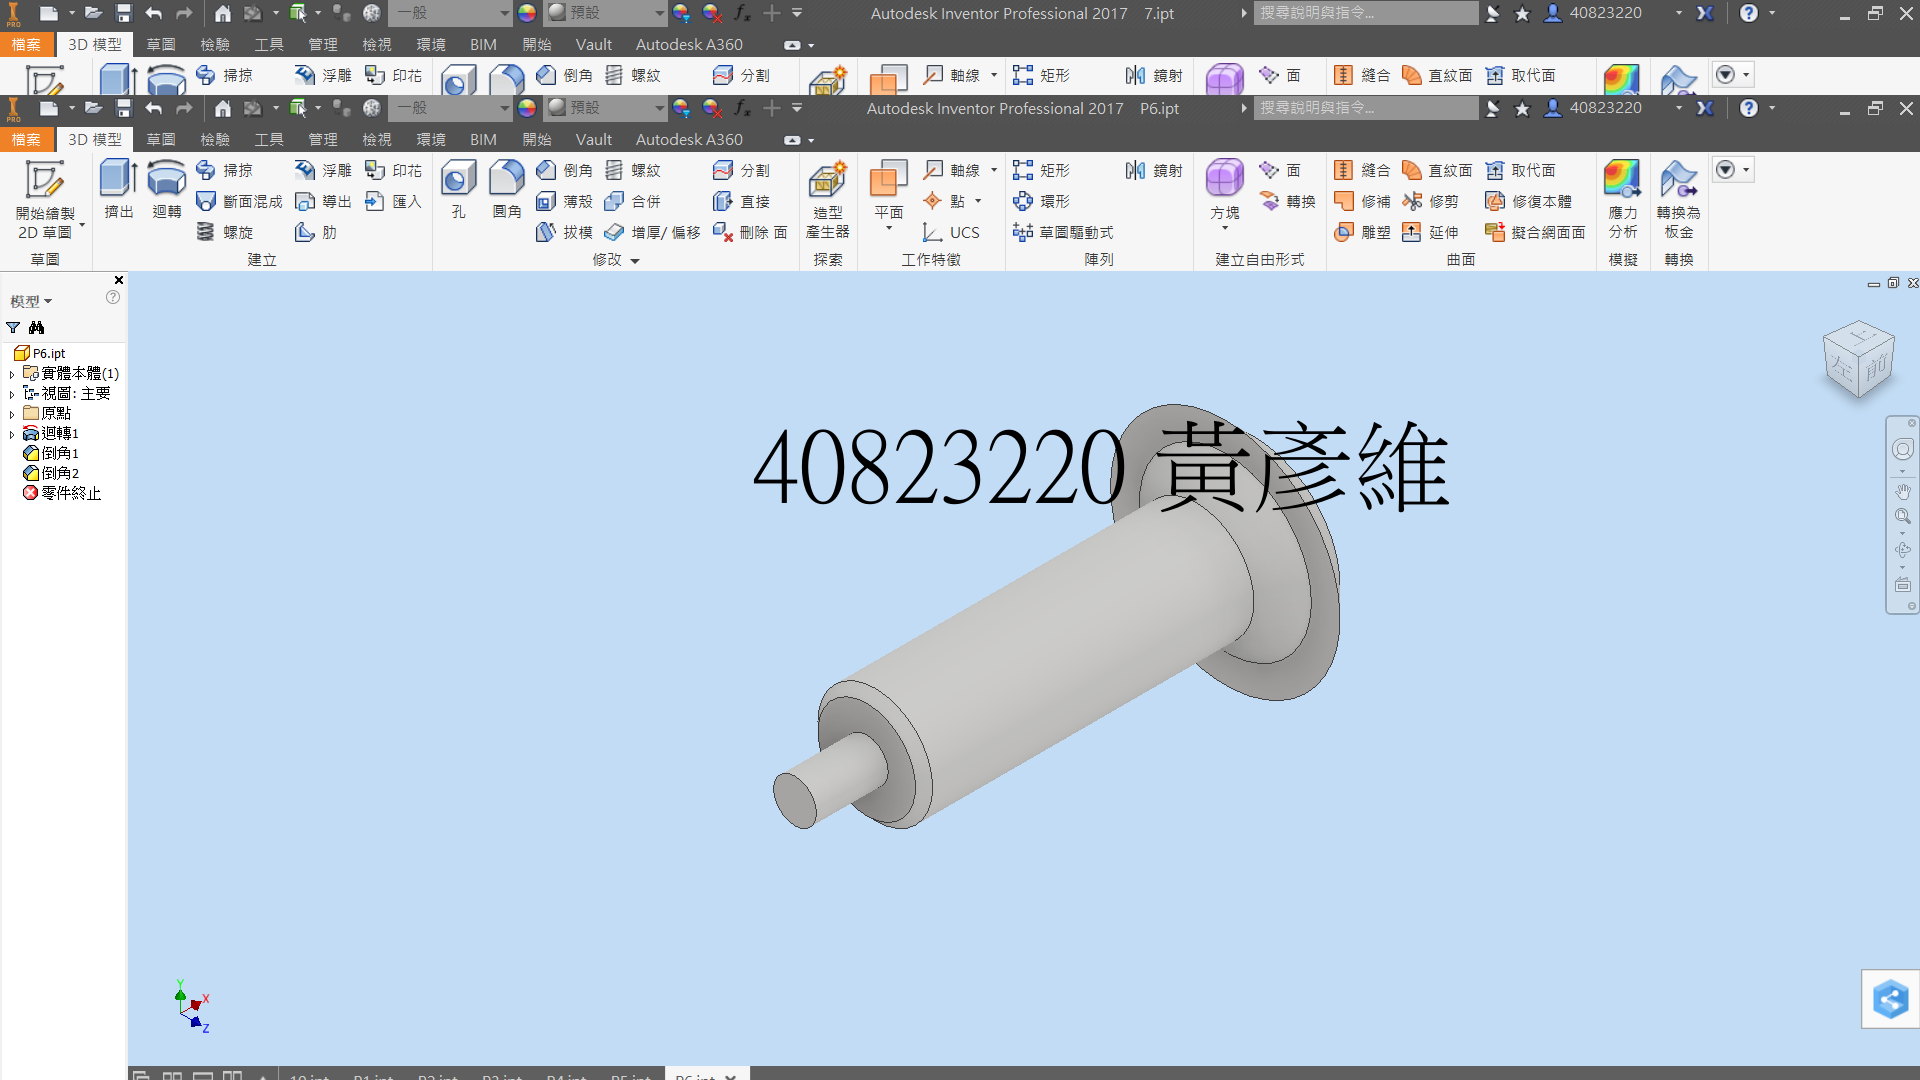 PRO 一般 預設 Autodesk Inventor Professional 2017 7.ipt 搜尋說明與指令... 40823220
檔案 3D 模型 草圖 檢驗 工具 管理 檢視 環境 BIM 開始 Vault Autodesk A360
掃掠 浮雕 印花 倒角 螺紋 分割 軸線 矩形 鏡射 面 縫合 直紋面 取代面
PRO 一般 預設 Autodesk Inventor Professional 2017 P6.ipt 搜尋說明與指令... 40823220
檔案 3D 模型 草圖 檢驗 工具 管理 檢視 環境 BIM 開始 Vault Autodesk A360
掃掠 浮雕 印花 倒角 螺紋 分割 軸線 矩形 鏡射 面 縫合 直紋面 取代面
開始繪製 2D 草圖 擠出 迴轉 斷面混成 導出 匯入 孔 圓角 薄殼 合併 直接 造型產生器 平面 點 環形 方塊 轉換 修補 修剪 修復本體 應力分析 轉換為板金
螺旋 肋 拔模 增厚/ 偏移 刪除 面 UCS 草圖驅動式 雕塑 延伸 擬合網面面
草圖 建立 修改 探索 工作特徵 陣列 建立自由形式 曲面 模擬 轉換
模型
P6.ipt
實體本體(1)
視圖: 主要
原點
迴轉1
倒角1
倒角2
零件終止
上
左 前
40823220 黃彥維
Y
X
Z
10.ipt P1.ipt P2.ipt P3.ipt P4.ipt P5.ipt P6.ipt